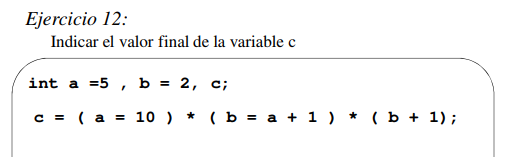 Ejercicio 12:
Indicar el valor final de la variable c
int a =5 , b = 2, c;
c = ( a = 10 ) * ( b = a + 1 ) * ( b + 1);